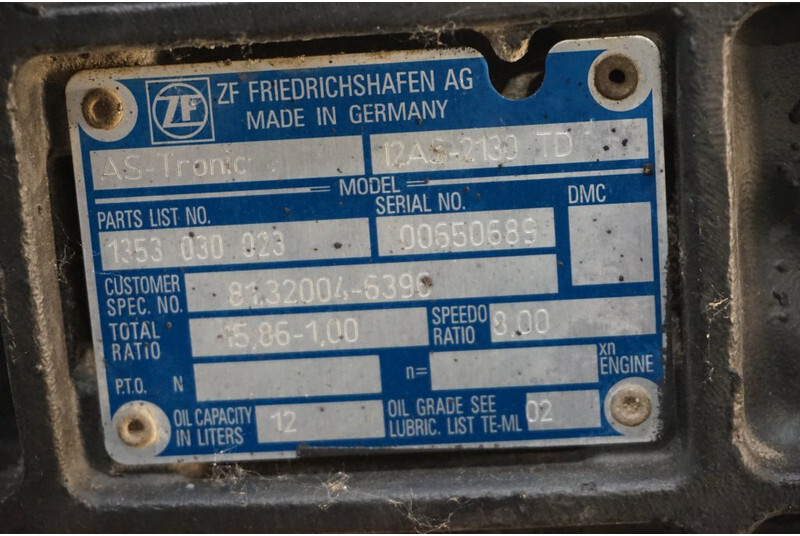 ZF
ZF FRIEDRICHSHAFEN AG
MADE IN GERMANY
AS-Tronic 12AS-2130 TD
MODEL
PARTS LIST NO. SERIAL NO. DMC
1353 030 023 00650689
CUSTOMER
SPEC. NO. 81.32004-6396
TOTAL
RATIO 15,86-1,00 SPEEDO
RATIO 8,00
P.T.O. N n= xn
ENGINE
OIL CAPACITY
IN LITERS 12 OIL GRADE SEE
LUBRIC. LIST TE-ML 02